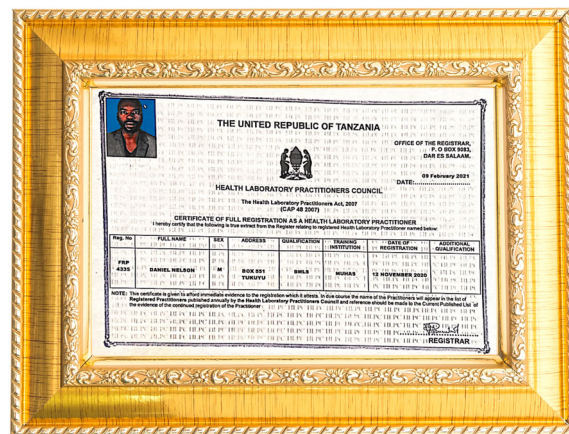 THE UNITED REPUBLIC OF TANZANIA
OFFICE OF THE REGISTRAR,
P. O BOX 9083,
DAR ES SALAAM.
09 February 2021
DATE:....................
HEALTH LABORATORY PRACTITIONERS COUNCIL
The Health Laboratory Practitioners Act, 2007
(CAP 48 2007)
CERTIFICATE OF FULL REGISTRATION AS A HEALTH LABORATORY PRACTITIONER
I hereby certify that the following is true extract from the Register relating to registered Health Laboratory Practitioner named below:
Reg. No FULL NAME SEX ADDRESS QUALIFICATION TRAINING INSTITUTION DATE OF REGISTRATION ADDITIONAL QUALIFICATION
FRP 4335 DANIEL NELSON M BOX 551 TUKUYU BMLS MUHAS 12 NOVEMBER 2020
NOTE: This certificate is given to afford immediate evidence to the registration which it attests. In due course the name of the Practitioners will appear in the list of
Registered Practitioners published annually by the Health Laboratory Practitioners Council and reference should be made to the Current Published List of
the evidence of the continued registration of the Practitioner
REGISTRAR